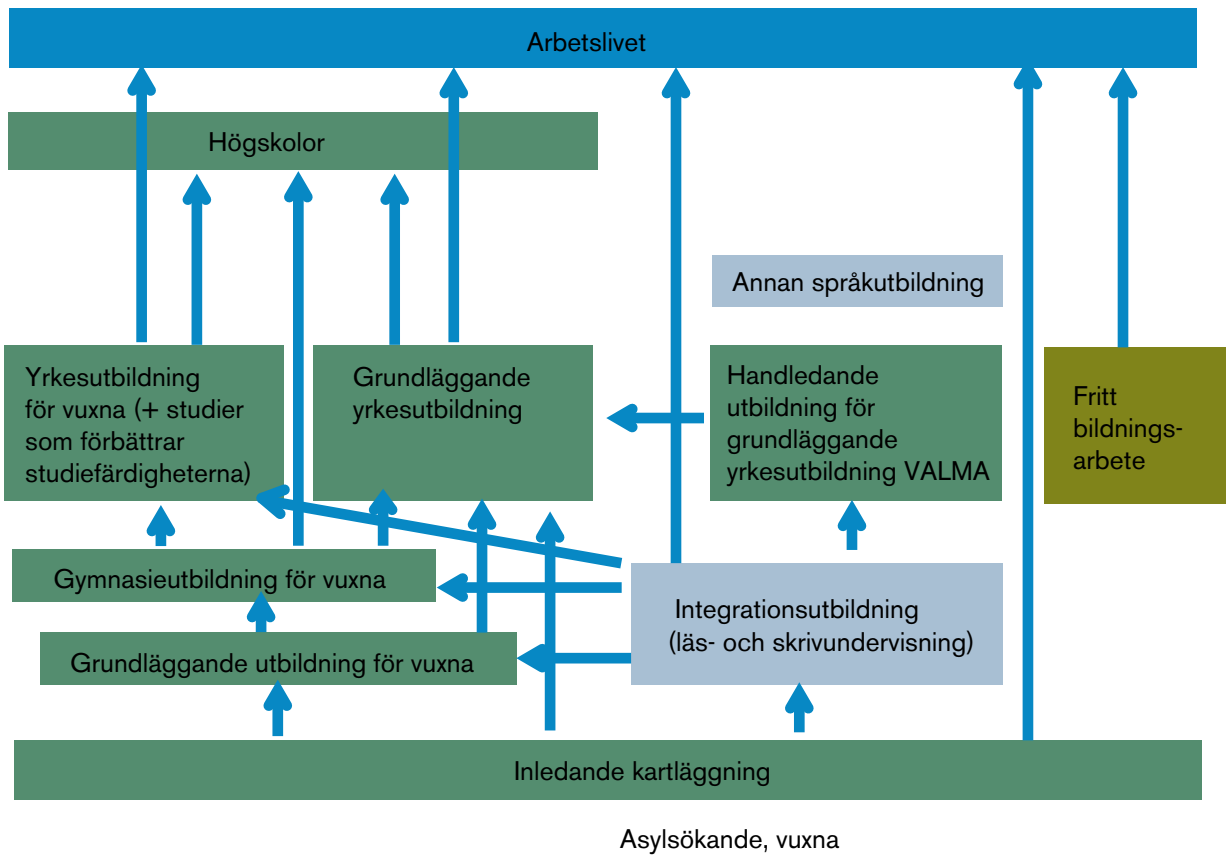 Arbetslivet
Högskolor
Annan språkutbildning
Yrkesutbildning
för vuxna (+ studier
som förbättrar
studiefärdigheterna)
Grundläggande
yrkesutbildning
Handledande
utbildning för
grundläggande
yrkesutbildning VALMA
Fritt
bildnings-
arbete
Gymnasieutbildning för vuxna
Integrationsutbildning
(läs- och skrivundervisning)
Grundläggande utbildning för vuxna
Inledande kartläggning
Asylsökande, vuxna